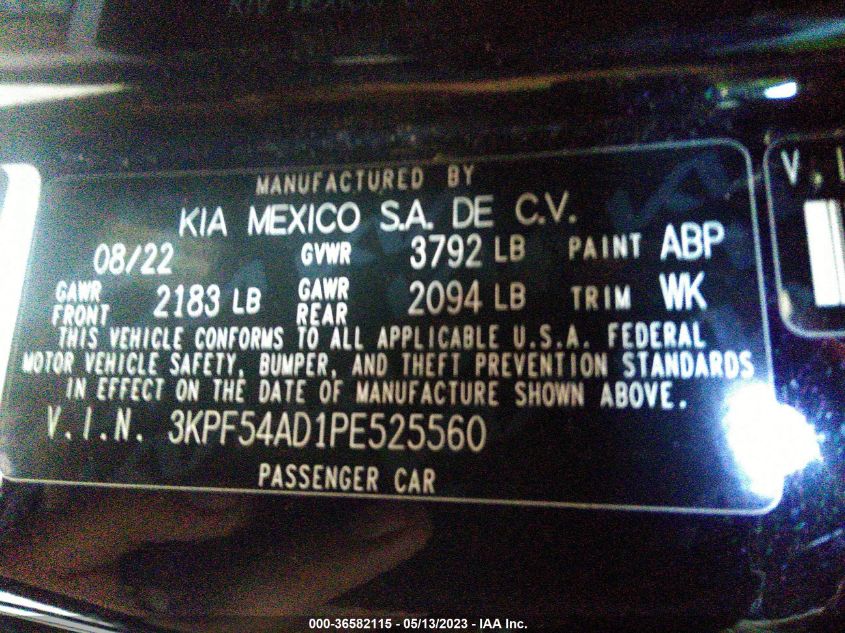 MANUFACTURED BY
KIA MEXICO S.A. DE C.V.
08/22 GVWR 3792 LB PAINT ABP
GAWR FRONT 2183 LB GAWR REAR 2094 LB TRIM WK
THIS VEHICLE CONFORMS TO ALL APPLICABLE U.S.A. FEDERAL
MOTOR VEHICLE SAFETY, BUMPER, AND THEFT PREVENTION STANDARDS
IN EFFECT ON THE DATE OF MANUFACTURE SHOWN ABOVE.
V.I.N. 3KPF54AD1PE525560
PASSENGER CAR
000-36582115 - 05/13/2023 - IAA Inc.